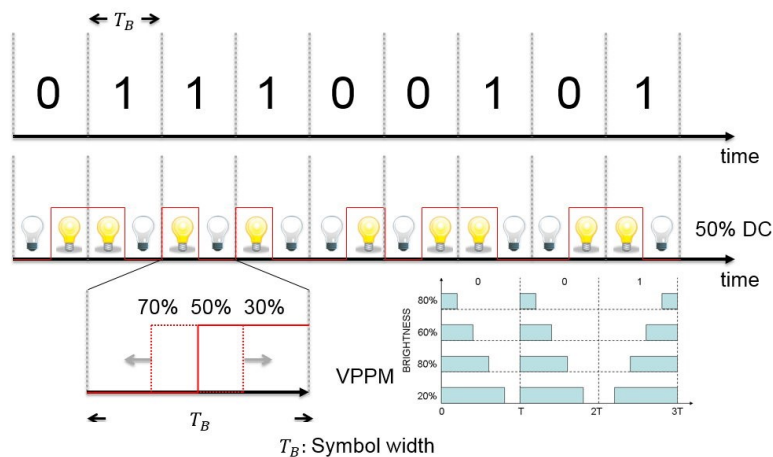 T_B
0 1 1 1 0 0 1 0 1
time
50% DC
time
70% 50% 30%
VPPM
T_B
T_B: Symbol width
0 0 1
BRIGHTNESS
80%
60%
80%
20%
0 T 2T 3T